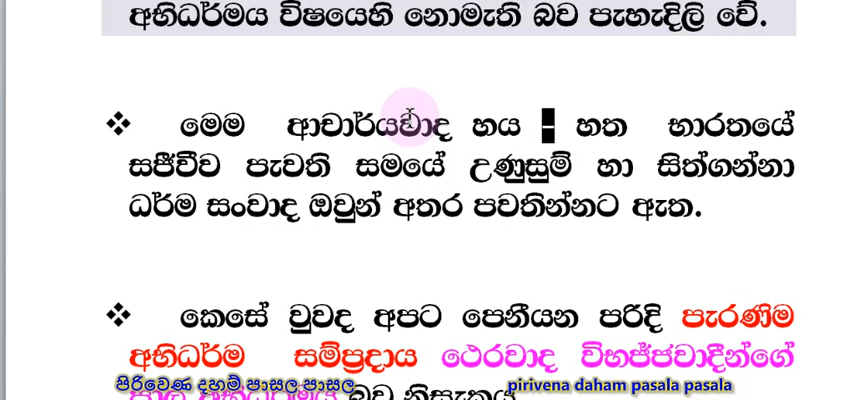 අභිධර්මය විෂයෙහි නොමැති බව පැහැදිලි වේ.
❖ මෙම ආචාර්යවාද හය - හත භාරතයේ
සජීවීව පැවති සමයේ උණුසුම් හා සිත්ගන්නා
ධර්ම සංවාද ඔවුන් අතර පවතින්නට ඇත.
❖ කෙසේ වුවද අපට පෙනීයන පරිදි පැරණිම
අභිධර්ම සම්ප්‍රදාය ථෙරවාද විභජ්ජවාදීන්ගේ
බව නිසැකය
පිරිවෙණ දහම් පාසල පාසල pirivena daham pasala pasala